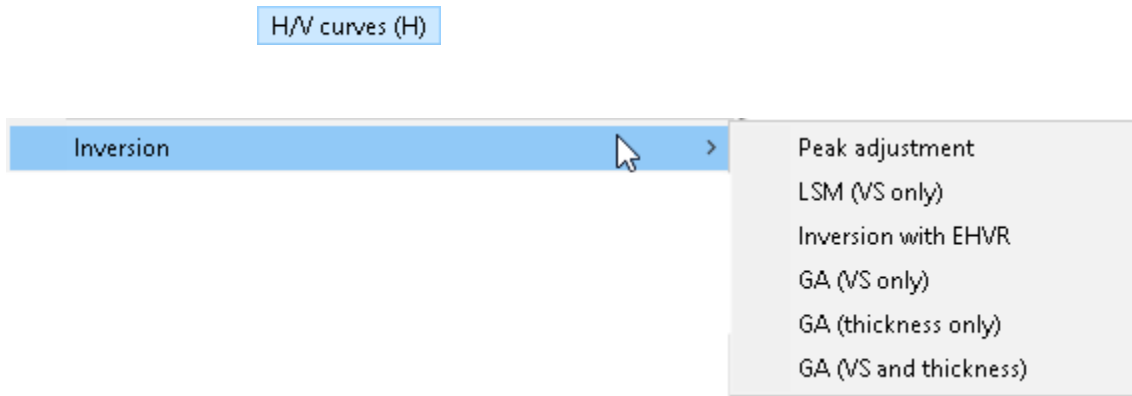 H/V curves (H)
Inversion
Peak adjustment
LSM (VS only)
Inversion with EHVR
GA (VS only)
GA (thickness only)
GA (VS and thickness)